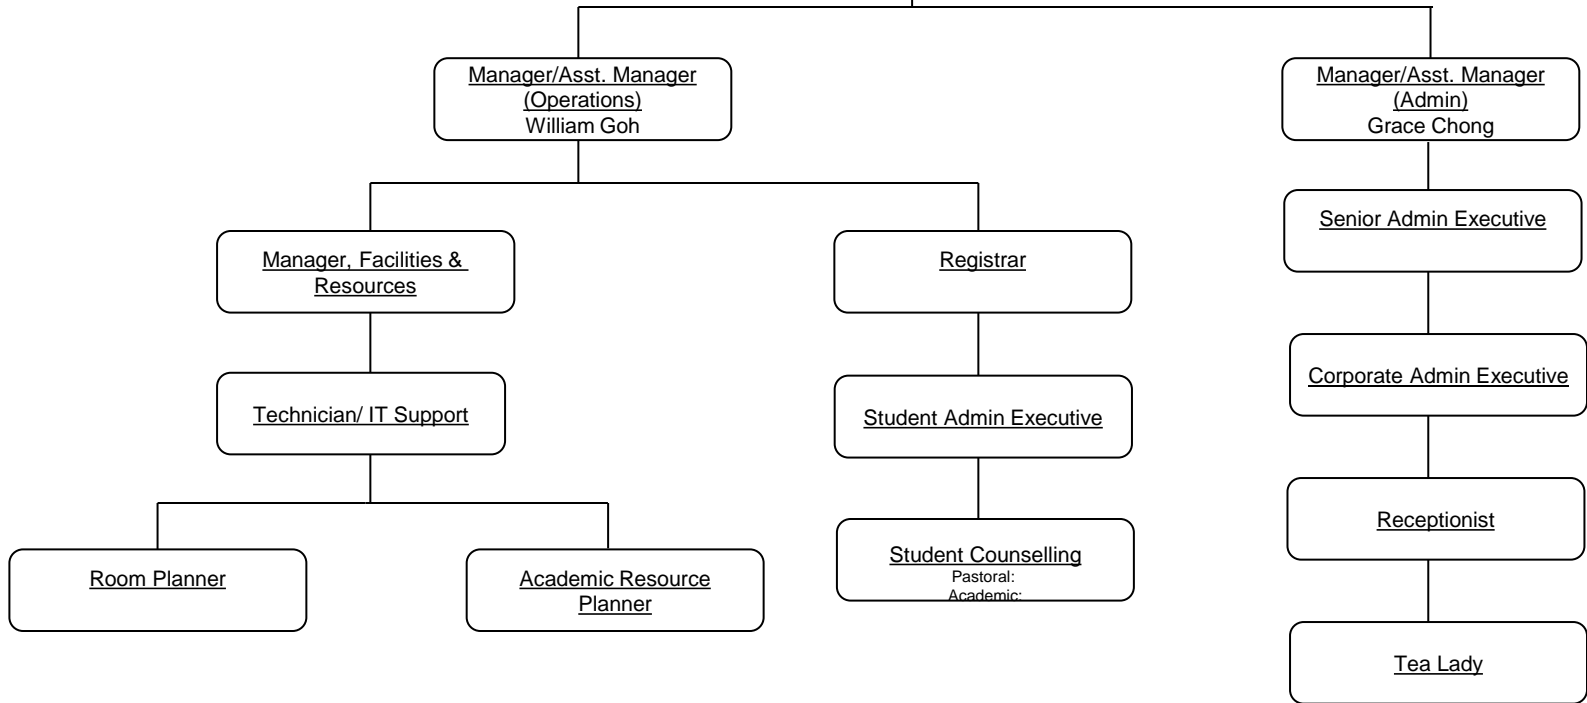 Manager/Asst. Manager
(Operations)
William Goh
Manager/Asst. Manager
(Admin)
Grace Chong
Senior Admin Executive
Manager, Facilities &
Resources
Registrar
Corporate Admin Executive
Technician/ IT Support
Student Admin Executive
Receptionist
Room Planner
Academic Resource
Planner
Student Counselling
Pastoral:
Academic:
Tea Lady